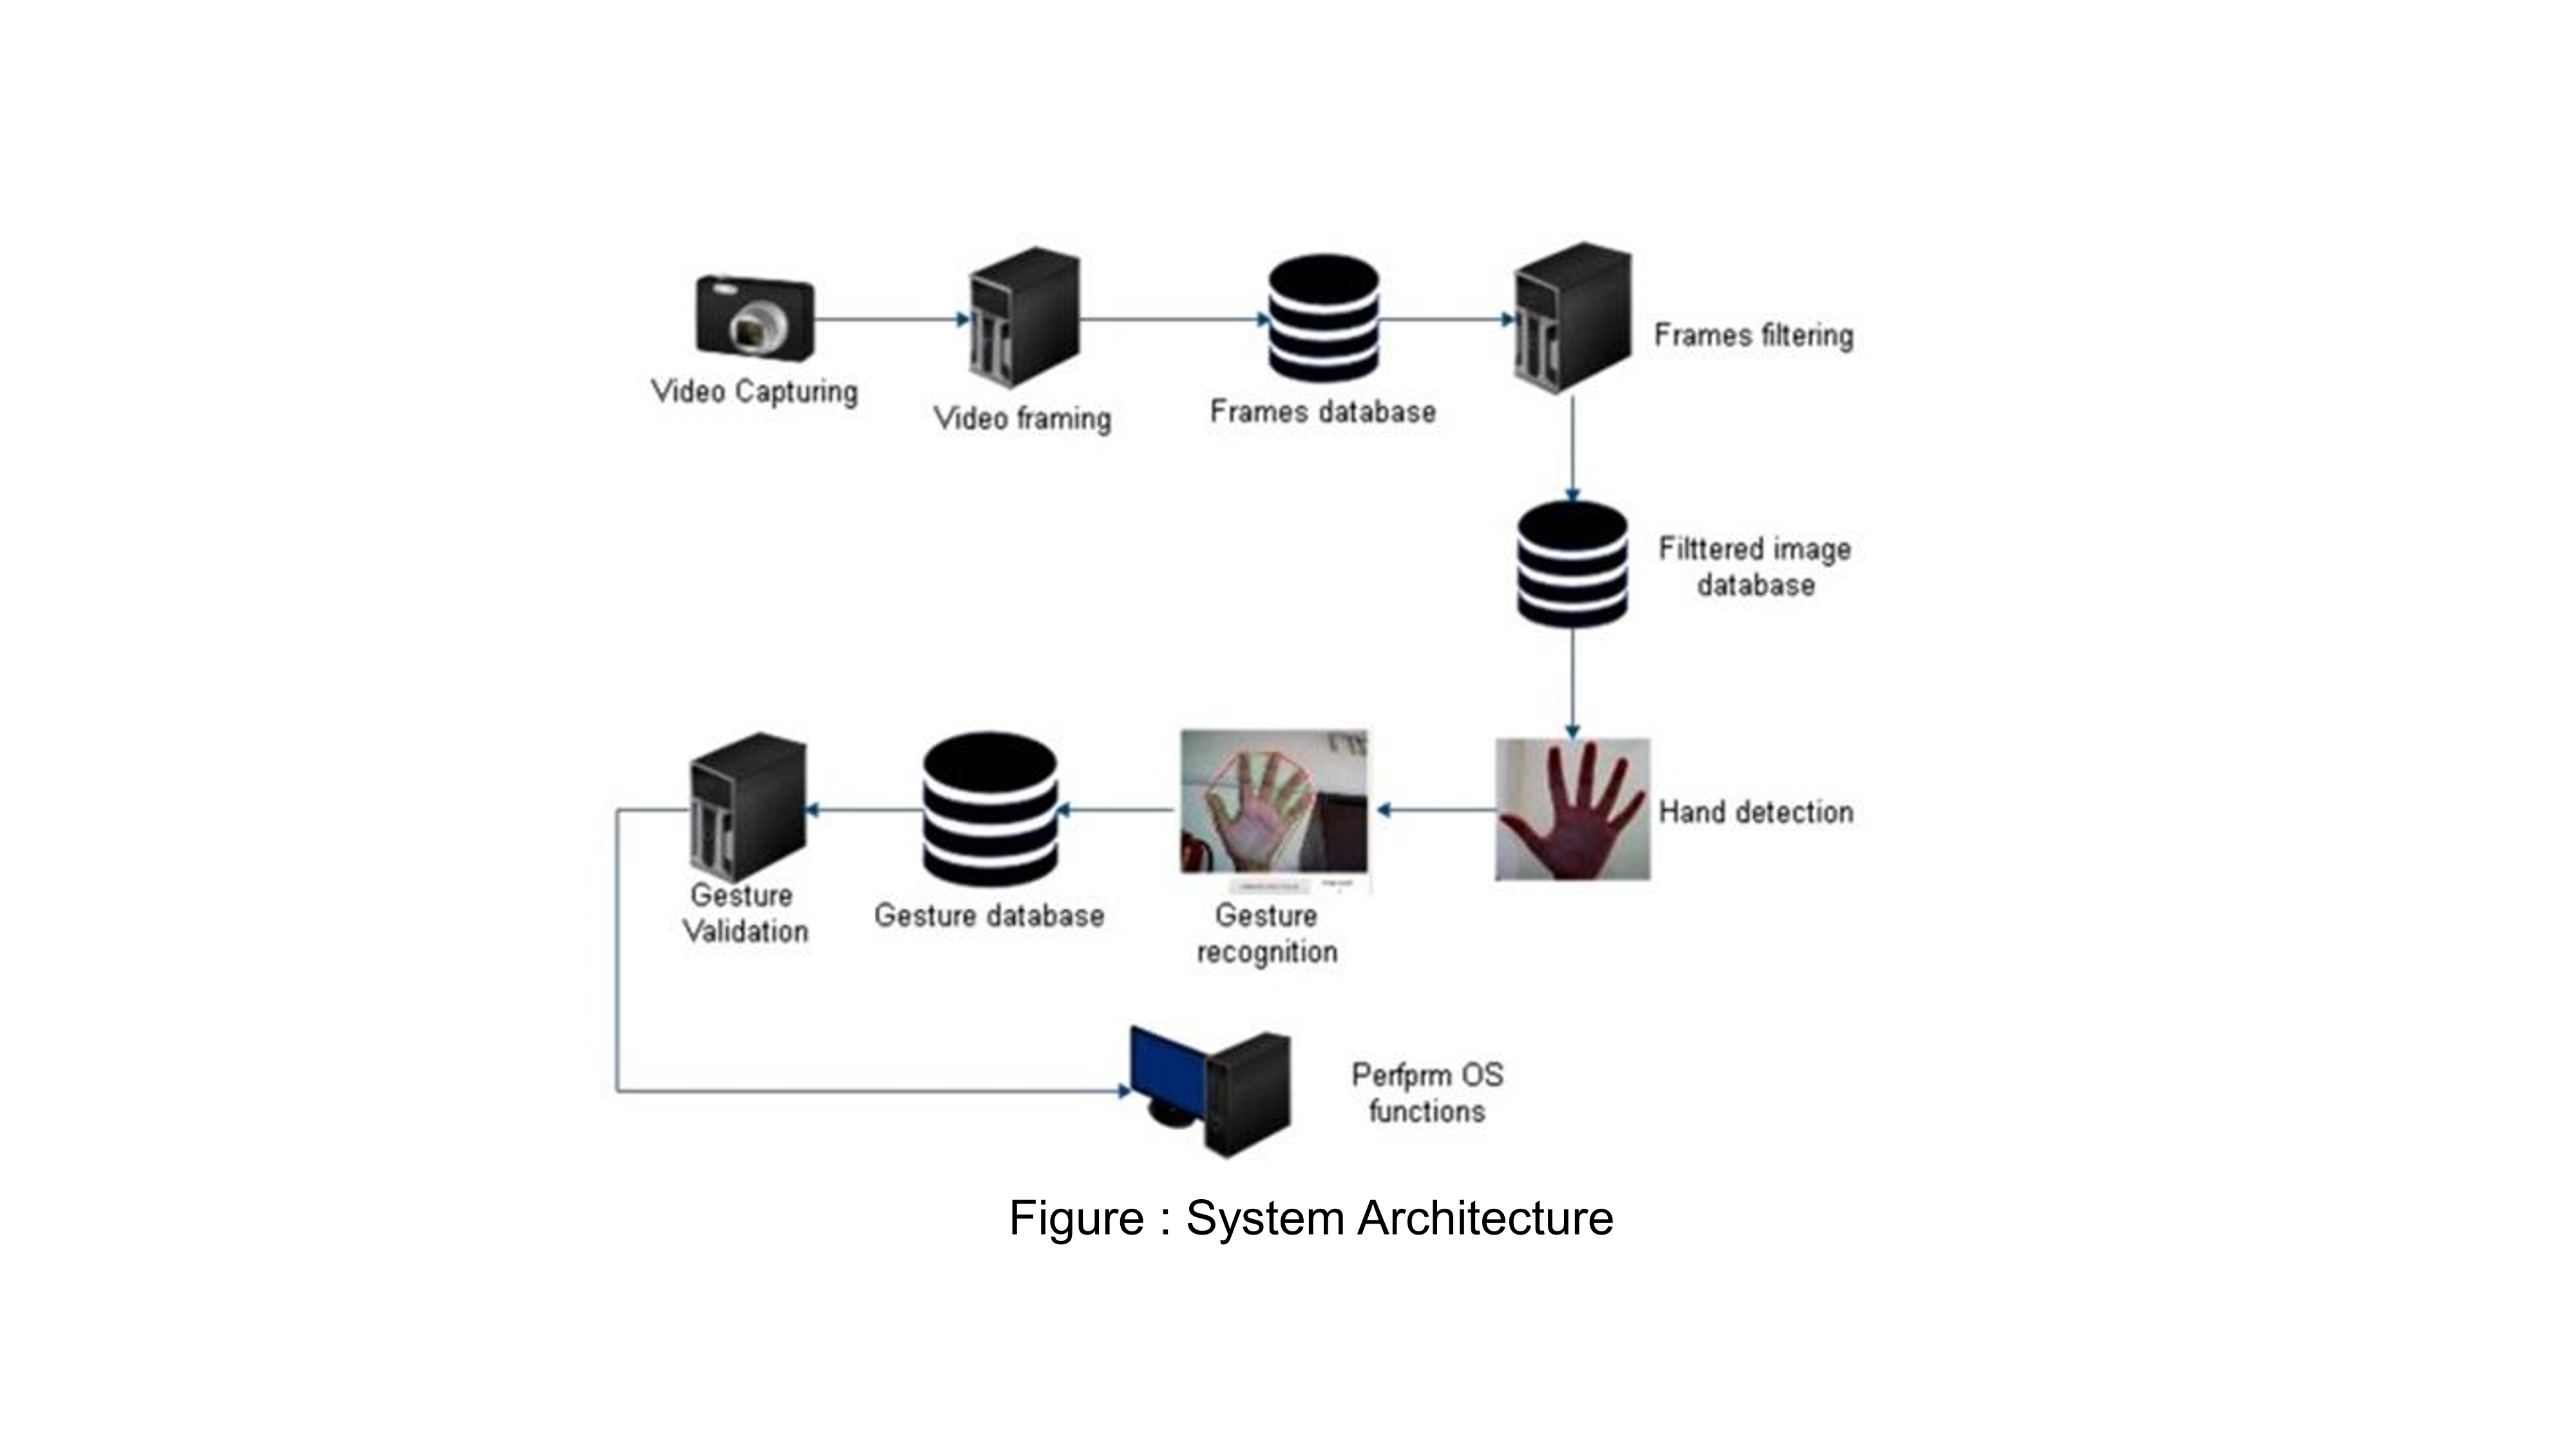 Video Capturing
Video framing
Frames database
Frames filtering
Filttered image
database
Hand detection
Gesture
recognition
Gesture database
Gesture
Validation
Perfprm OS
functions
Figure : System Architecture